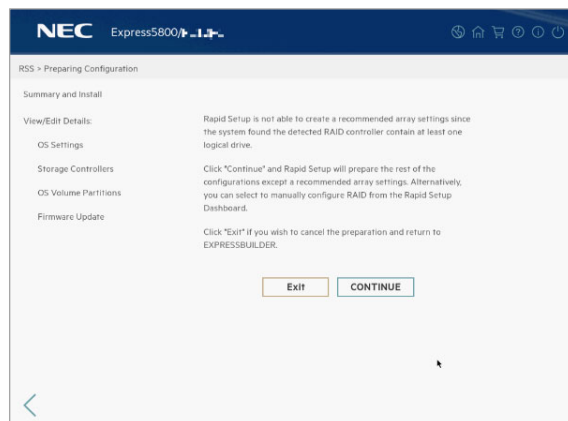 NEC Express5800/
RSS > Preparing Configuration
Summary and Install
View/Edit Details:
OS Settings
Storage Controllers
OS Volume Partitions
Firmware Update
Rapid Setup is not able to create a recommended array settings since
the system found the detected RAID controller contain at least one
logical drive.
Click "Continue" and Rapid Setup will prepare the rest of the
configurations except a recommended array settings. Alternatively,
you can select to manually configure RAID from the Rapid Setup
Dashboard.
Click "Exit" if you wish to cancel the preparation and return to
EXPRESSBUILDER.
Exit CONTINUE